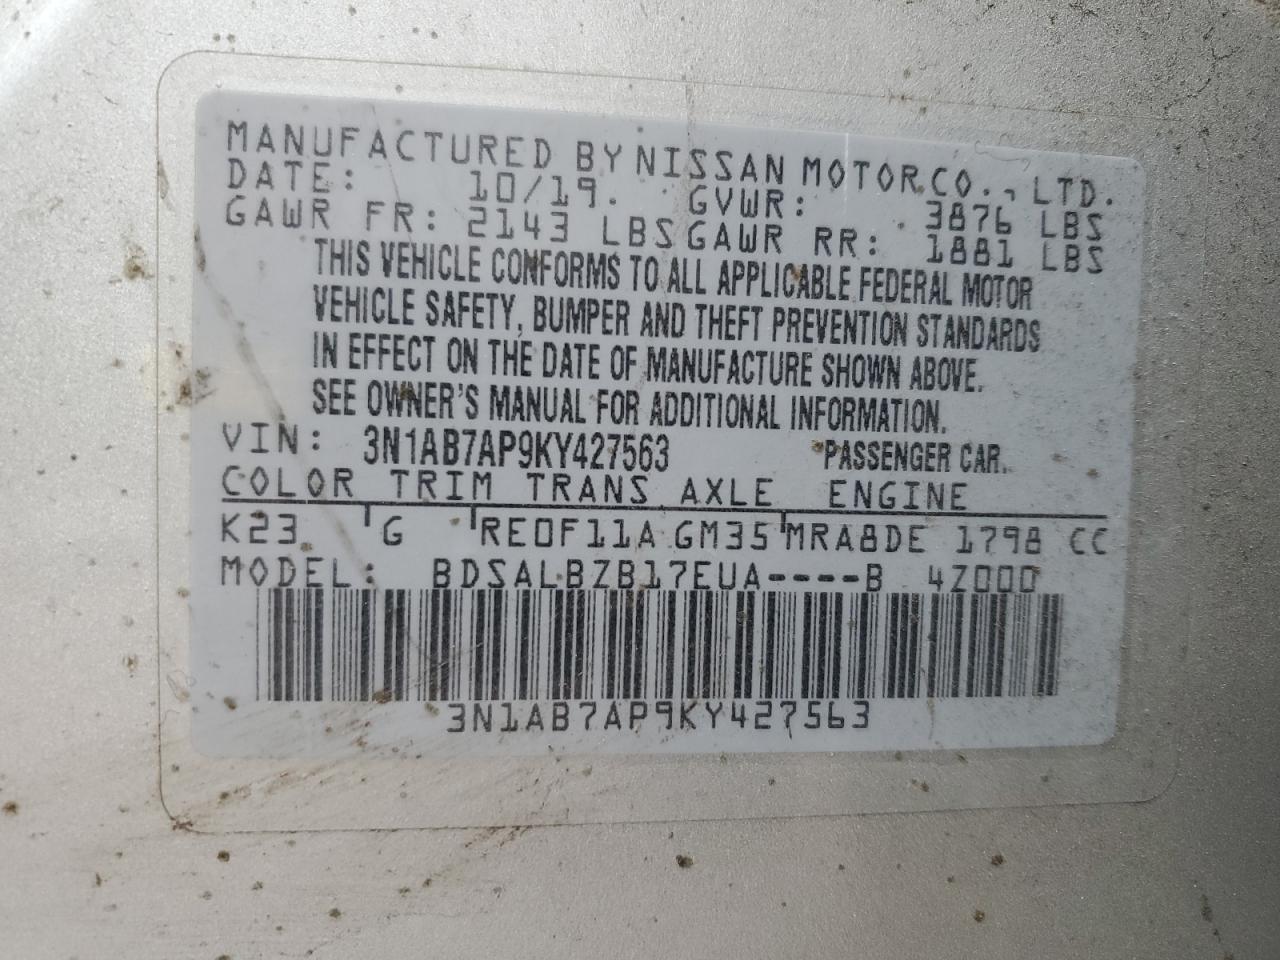 MANUFACTURED BY NISSAN MOTOR CO., LTD.
DATE: 10/19. GVWR: 3876 LBS
GAWR FR: 2143 LBS GAWR RR: 1881 LBS
THIS VEHICLE CONFORMS TO ALL APPLICABLE FEDERAL MOTOR
VEHICLE SAFETY, BUMPER AND THEFT PREVENTION STANDARDS
IN EFFECT ON THE DATE OF MANUFACTURE SHOWN ABOVE.
SEE OWNER'S MANUAL FOR ADDITIONAL INFORMATION.
VIN: 3N1AB7AP9KY427563 PASSENGER CAR.
COLOR TRIM TRANS AXLE ENGINE
K23 G RE0F11A GM35 MRA8DE 1798 CC
MODEL: BDSALBZB17EUA----B 4Z000
3N1AB7AP9KY427563